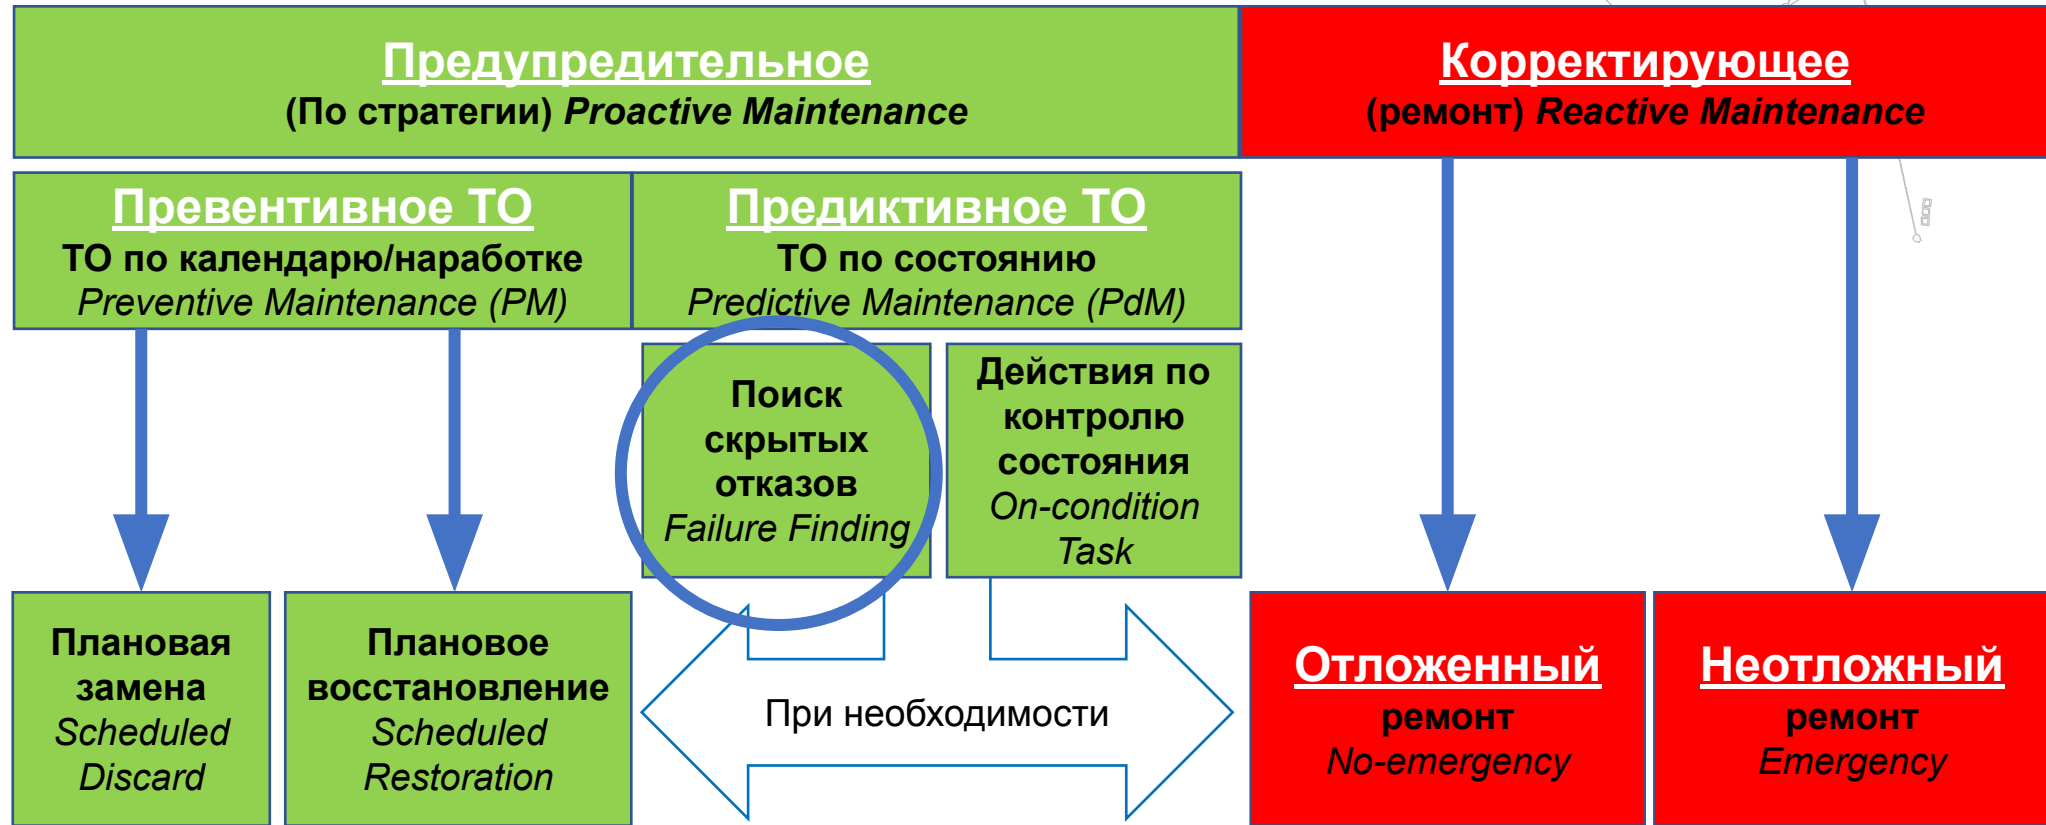 Предупредительное
(По стратегии) Proactive Maintenance
Корректирующее
(ремонт) Reactive Maintenance
Превентивное ТО
ТО по календарю/наработке
Preventive Maintenance (PM)
Предиктивное ТО
ТО по состоянию
Predictive Maintenance (PdM)
Поиск
скрытых
отказов
Failure Finding
Действия по
контролю
состояния
On-condition
Task
Плановая
замена
Scheduled
Discard
Плановое
восстановление
Scheduled
Restoration
При необходимости
Отложенный
ремонт
No-emergency
Неотложный
ремонт
Emergency